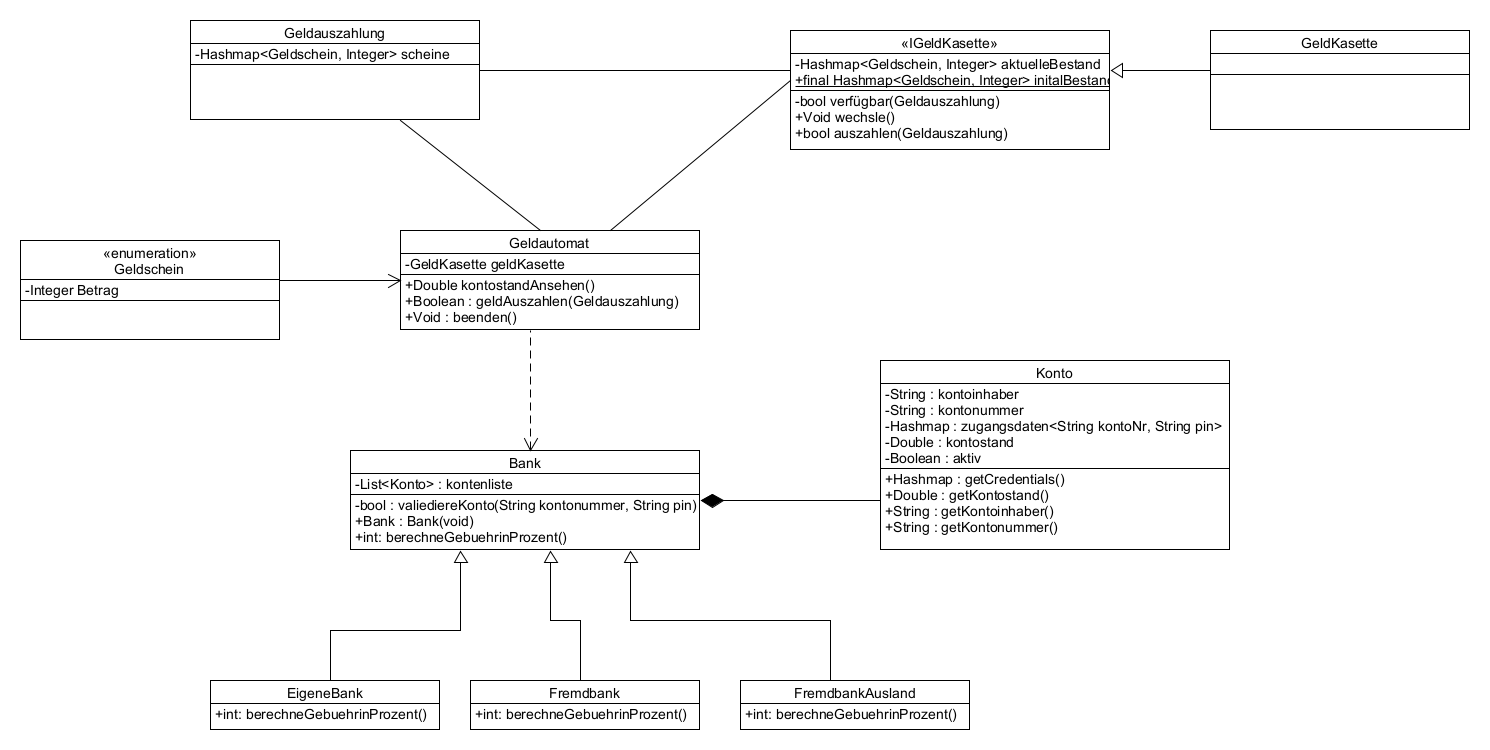 Geldauszahlung
-Hashmap<Geldschein, Integer> scheine
«IGeldKasette»
-Hashmap<Geldschein, Integer> aktuelleBestand
+final Hashmap<Geldschein, Integer> initalBestand
-bool verfügbar(Geldauszahlung)
+Void wechsle()
+bool auszahlen(Geldauszahlung)
GeldKasette
«enumeration»
Geldschein
-Integer Betrag
Geldautomat
-GeldKasette geldKasette
+Double kontostandAnsehen()
+Boolean : geldAuszahlen(Geldauszahlung)
+Void : beenden()
Konto
-String : kontoinhaber
-String : kontonummer
-Hashmap : zugangsdaten<String kontoNr, String pin>
-Double : kontostand
-Boolean : aktiv
+Hashmap : getCredentials()
+Double : getKontostand()
+String : getKontoinhaber()
+String : getKontonummer()
Bank
-List<Konto> : kontenliste
-bool : valiediereKonto(String kontonummer, String pin)
+Bank : Bank(void)
+int: berechneGebuehrinProzent()
EigeneBank
+int: berechneGebuehrinProzent()
Fremdbank
+int: berechneGebuehrinProzent()
FremdbankAusland
+int: berechneGebuehrinProzent()